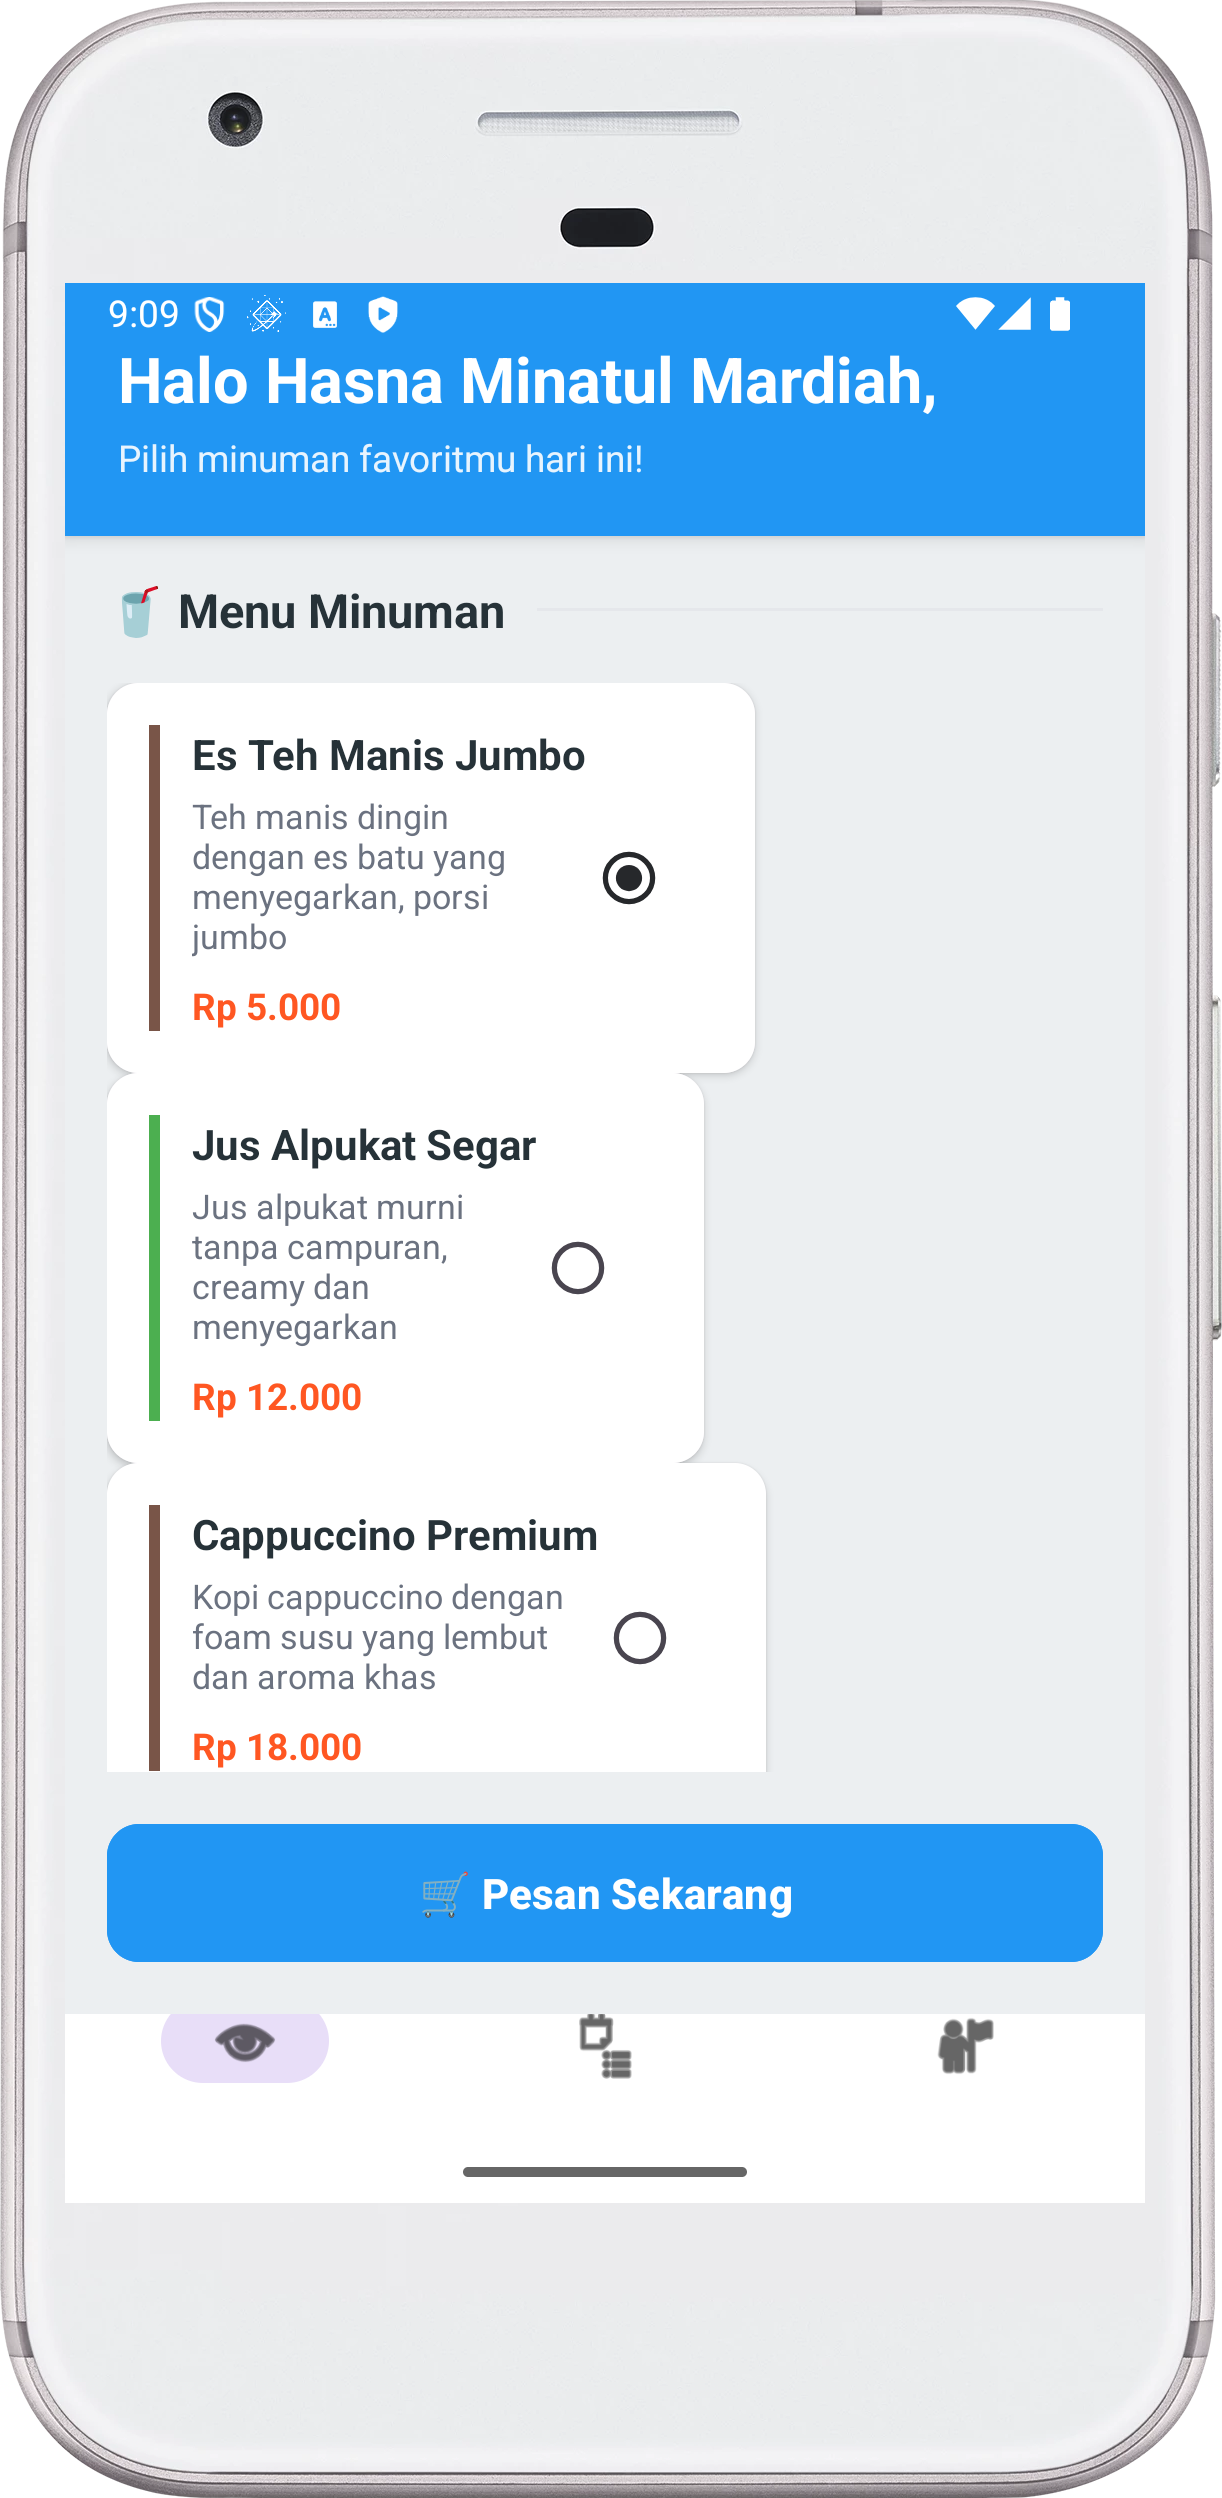 9:09
Halo Hasna Minatul Mardiah,
Pilih minuman favoritmu hari ini!
Menu Minuman
Es Teh Manis Jumbo
Teh manis dingin
dengan es batu yang
menyegarkan, porsi
jumbo
Rp 5.000
Jus Alpukat Segar
Jus alpukat murni
tanpa campuran,
creamy dan
menyegarkan
Rp 12.000
Cappuccino Premium
Kopi cappuccino dengan
foam susu yang lembut
dan aroma khas
Rp 18.000
Pesan Sekarang